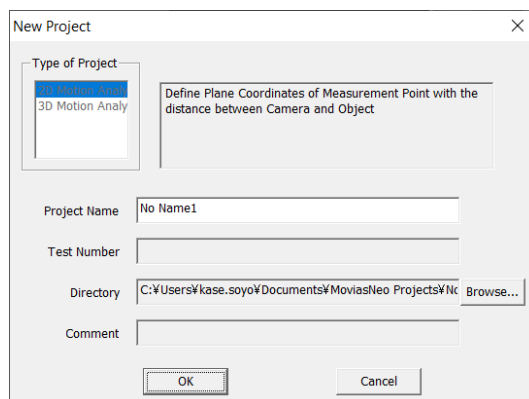 New Project
Type of Project
2D Motion Analy
3D Motion Analy
Define Plane Coordinates of Measurement Point with the
distance between Camera and Object
Project Name
No Name1
Test Number
Directory
C:¥Users¥kase.soyo¥Documents¥MoviasNeo Projects¥Nc
Browse...
Comment
OK
Cancel